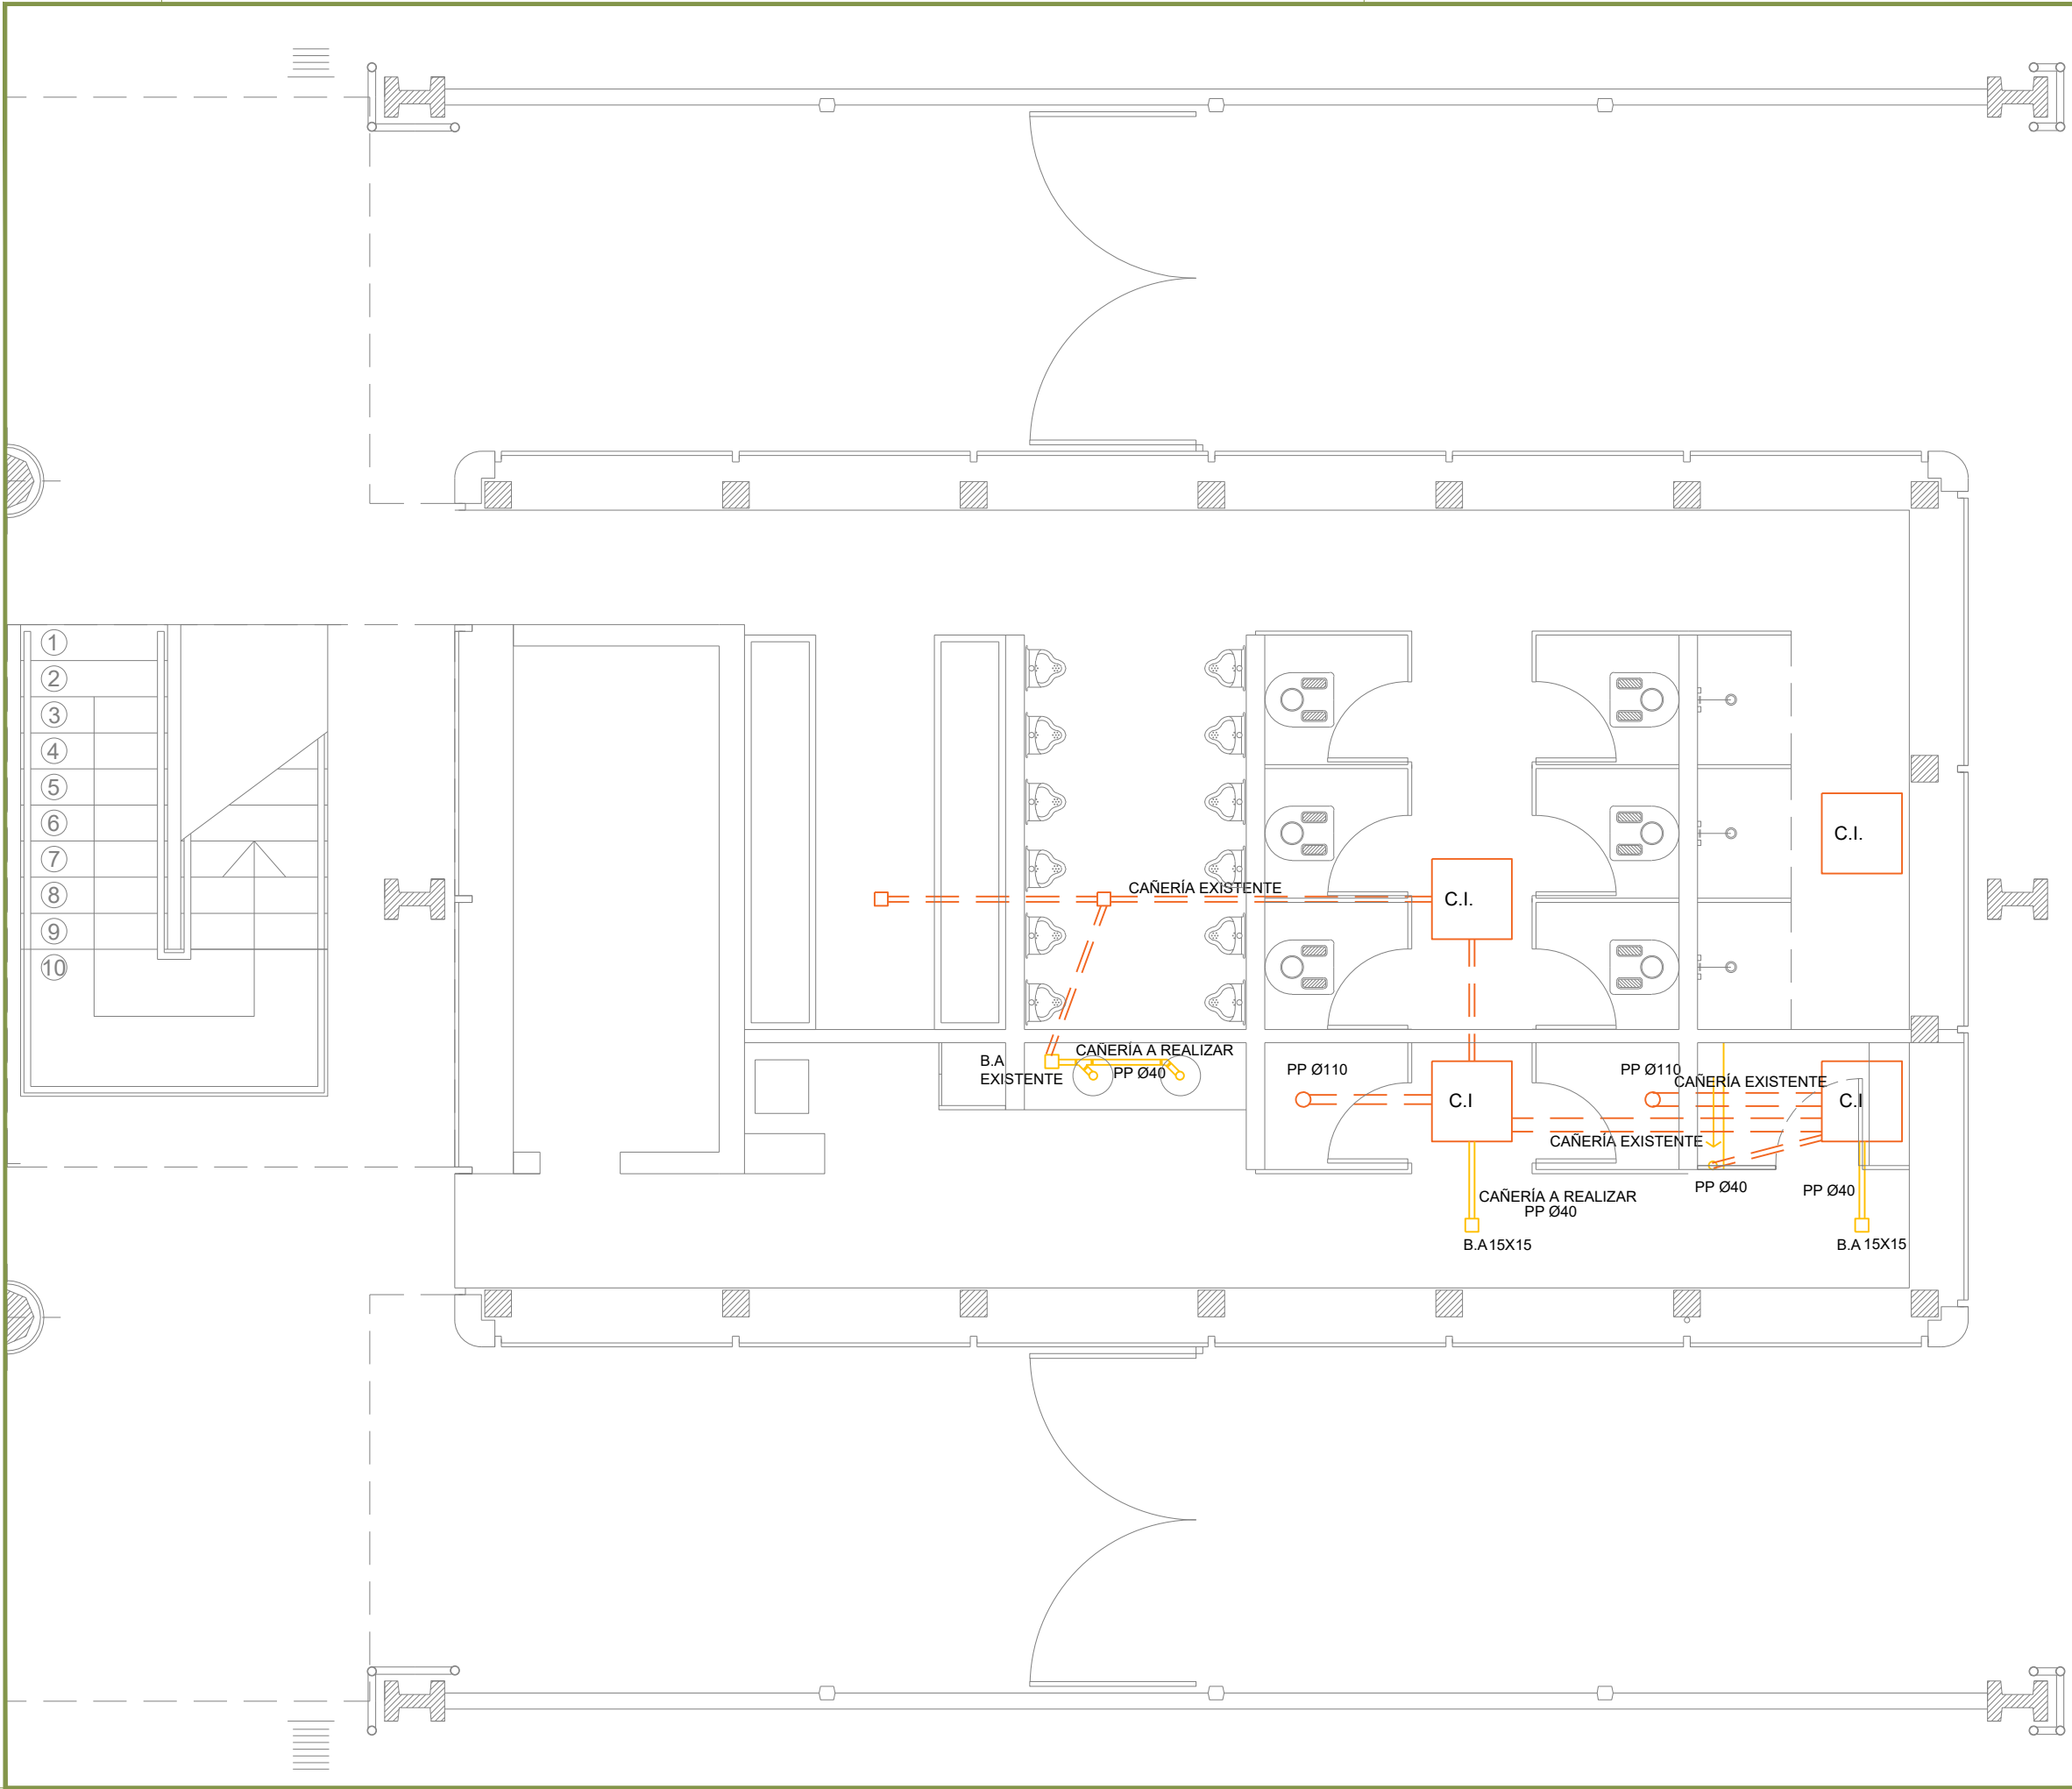 1
2
3
4
5
6
7
8
9
10
C.I.
CAÑERÍA EXISTENTE
C.I.
B.A
EXISTENTE
CAÑERÍA A REALIZAR
PP Ø40
PP Ø110
C.I
PP Ø110
CAÑERÍA EXISTENTE
C.I
CAÑERÍA EXISTENTE
PP Ø40
PP Ø40
CAÑERÍA A REALIZAR
PP Ø40
B.A 15X15
B.A 15X15